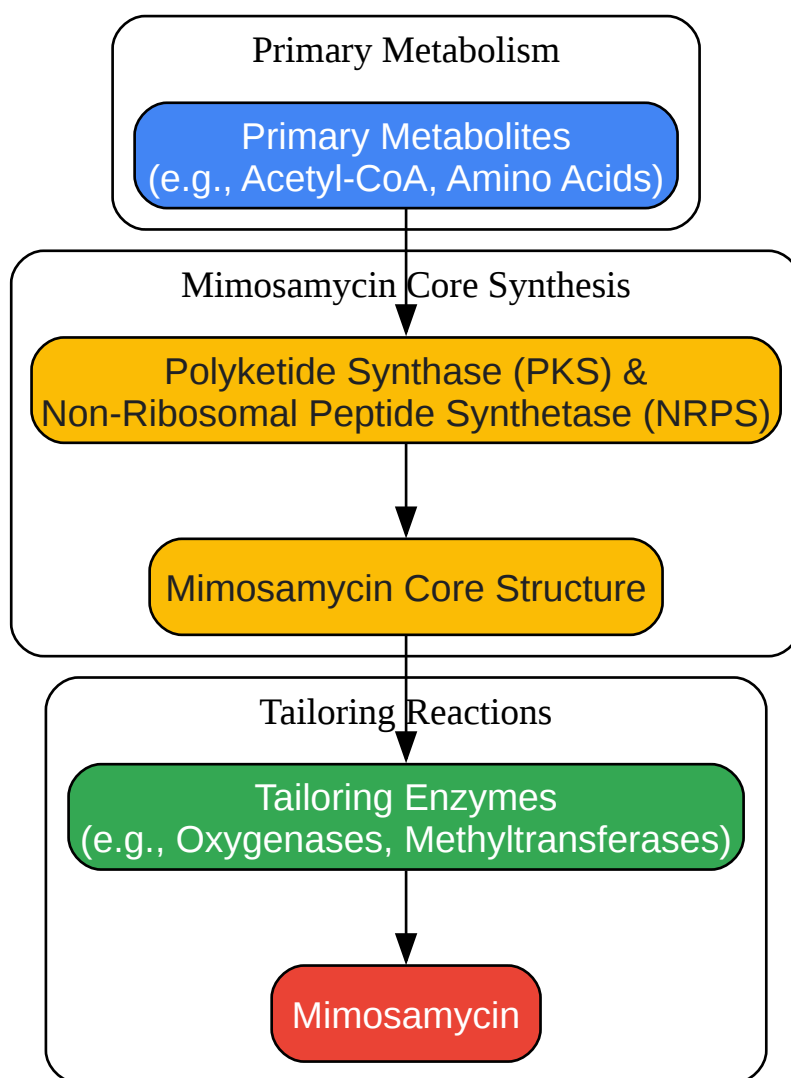 Primary Metabolism
Primary Metabolites
(e.g., Acetyl-CoA, Amino Acids)
Mimosamycin Core Synthesis
Polyketide Synthase (PKS) &
Non-Ribosomal Peptide Synthetase (NRPS)
Mimosamycin Core Structure
Tailoring Reactions
Tailoring Enzymes
(e.g., Oxygenases, Methyltransferases)
Mimosamycin